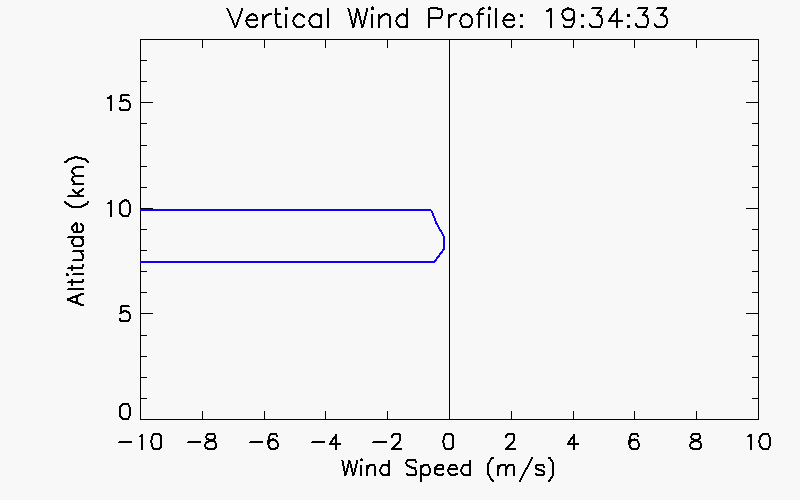 Vertical Wind Profile: 19:34:33
15
10
5
0
Altitude (km)
-10 -8 -6 -4 -2 0 2 4 6 8 10
Wind Speed (m/s)